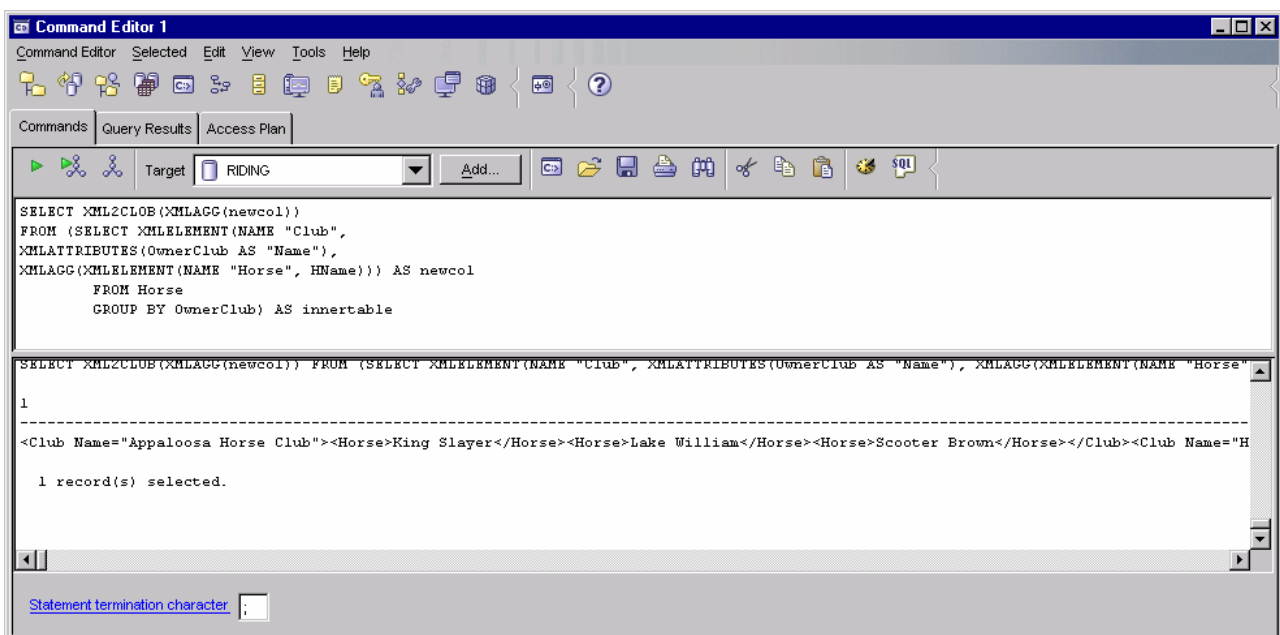 Command Editor 1
Command Editor Selected Edit View Tools Help
Commands Query Results Access Plan
Target RIDING Add... SQL
SELECT XML2CLOB(XMLAGG(newcol))
FROM (SELECT XMLELEMENT(NAME "Club",
XMLATTRIBUTES(OwnerClub AS "Name"),
XMLAGG(XMLELEMENT(NAME "Horse", HName))) AS newcol
FROM Horse
GROUP BY OwnerClub) AS innertable
SELECT XML2CLOB(XMLAGG(newcol)) FROM (SELECT XMLELEMENT(NAME "Club", XMLATTRIBUTES(OwnerClub AS "Name"), XMLAGG(XMLELEMENT(NAME "Horse"
1
--------------------------------------------------------------------------------------------------------------------------------------------
<Club Name="Appaloosa Horse Club"><Horse>King Slayer</Horse><Horse>Lake William</Horse><Horse>Scooter Brown</Horse></Club><Club Name="H
1 record(s) selected.
Statement termination character ;